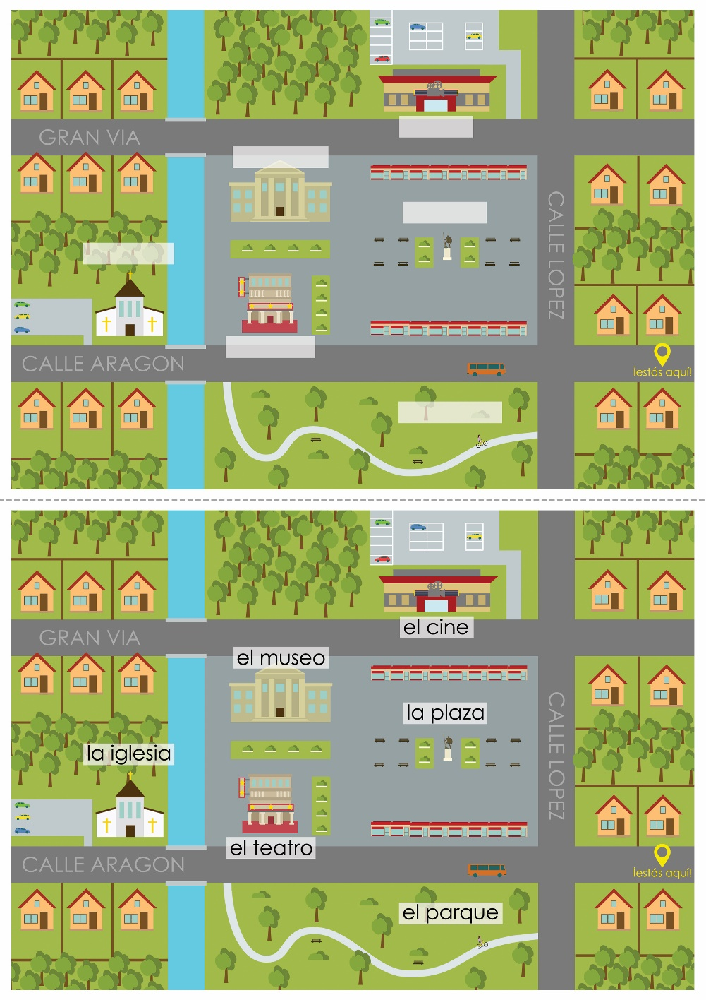 GRAN VIA
CALLE LOPEZ
CALLE ARAGON
¡estás aquí!
el cine
GRAN VIA
el museo
la plaza
CALLE LOPEZ
la iglesia
el teatro
CALLE ARAGON
¡estás aquí!
el parque